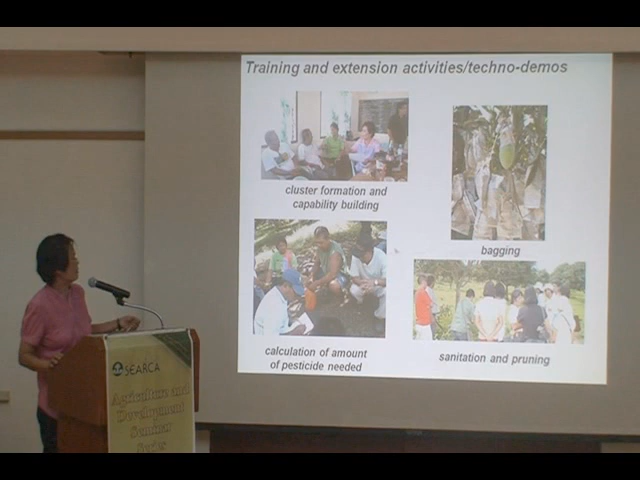 Training and extension activities/techno-demos
cluster formation and
capability building
bagging
calculation of amount
of pesticide needed
sanitation and pruning
SEARCA
Agriculture and
Development
Seminar
Series